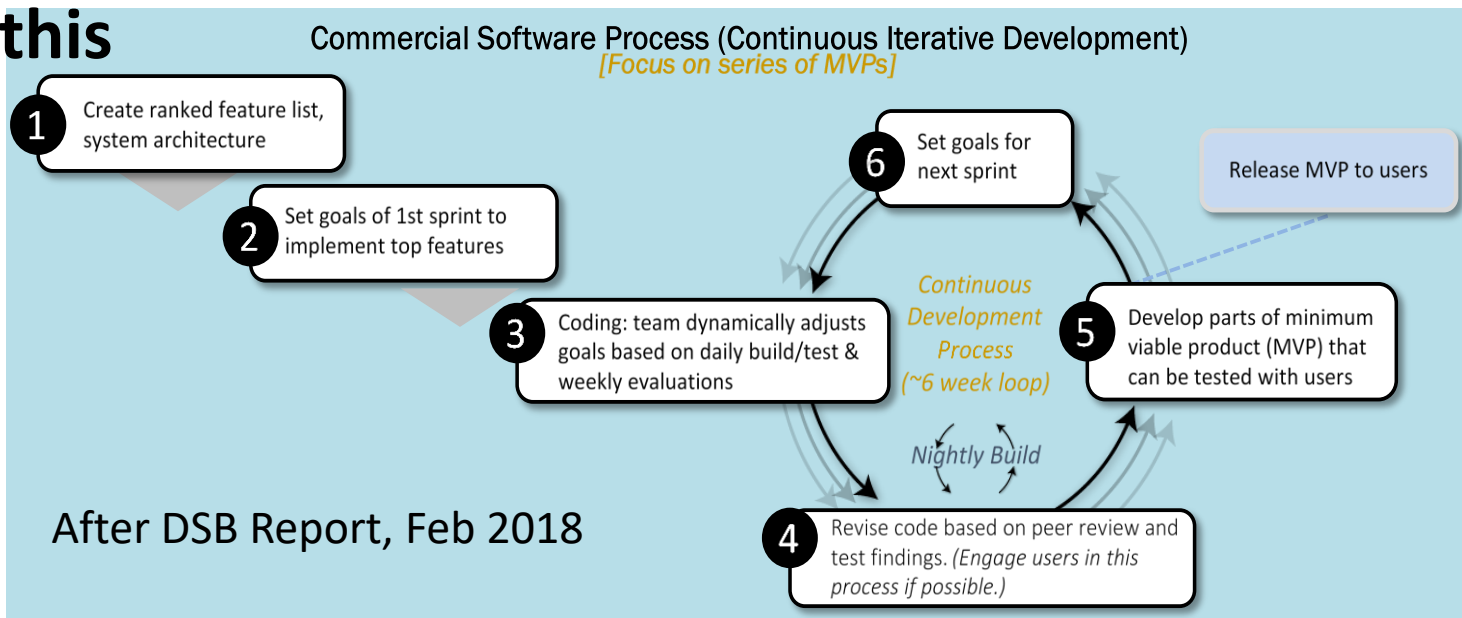 this
Commercial Software Process (Continuous Iterative Development)
[Focus on series of MVPs]
1
Create ranked feature list,
system architecture
2
Set goals of 1st sprint to
implement top features
3
Coding: team dynamically adjusts
goals based on daily build/test &
weekly evaluations
4
Revise code based on peer review and
test findings. (Engage users in this
process if possible.)
5
Develop parts of minimum
viable product (MVP) that
can be tested with users
6
Set goals for
next sprint
Release MVP to users
Continuous
Development
Process
(~6 week loop)
Nightly Build
After DSB Report, Feb 2018